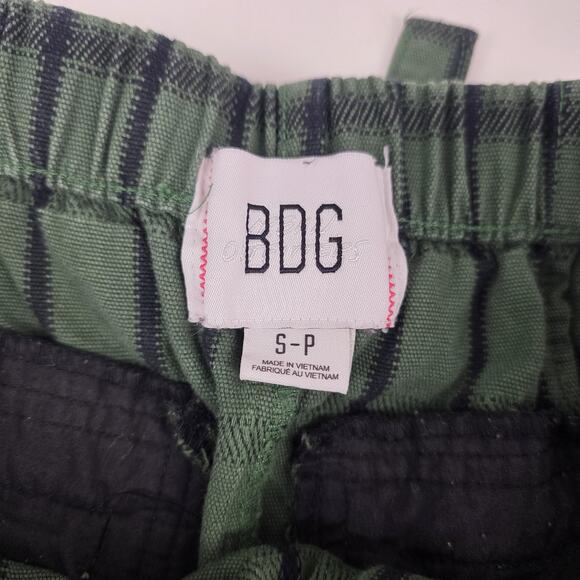 BDG
S-P
MADE IN VIETNAM
FABRIQUÉ AU VIETNAM